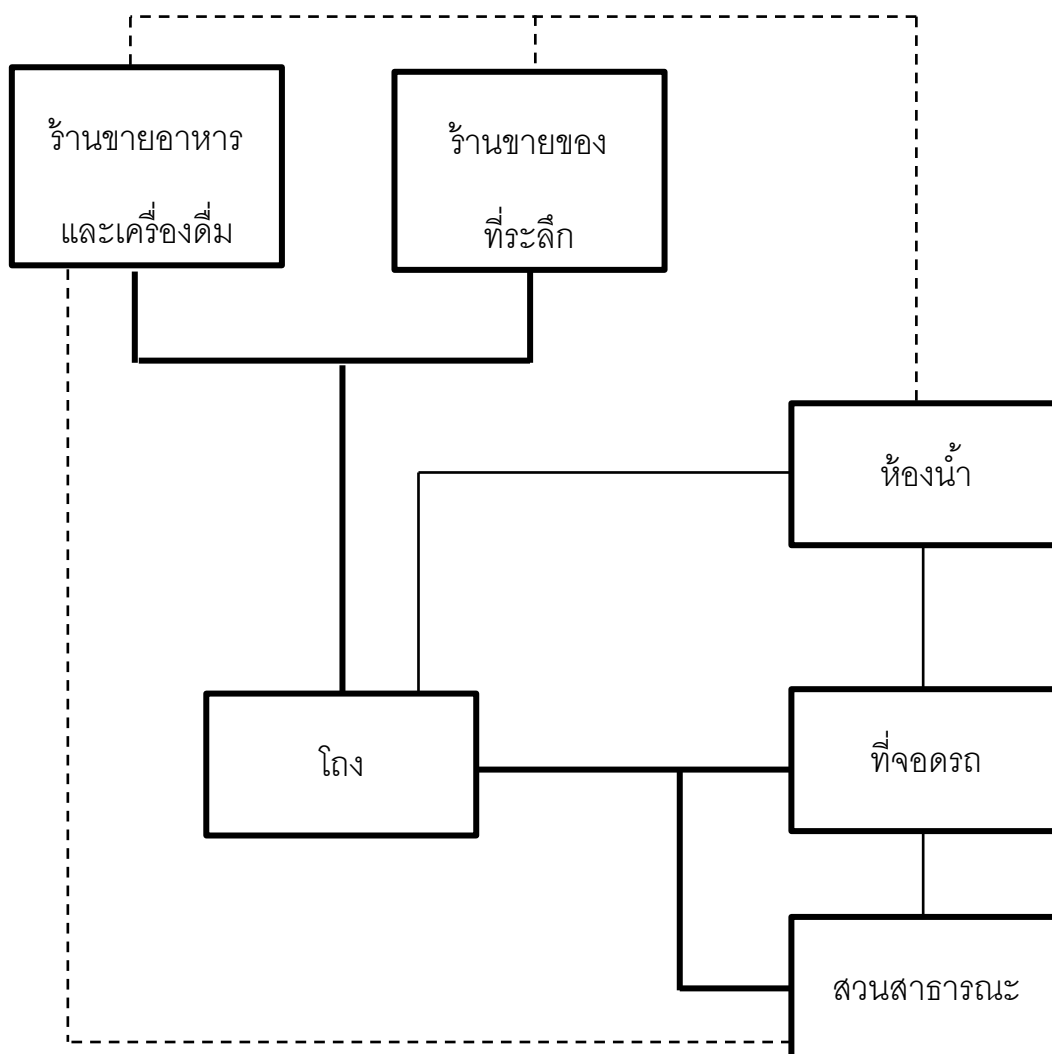 ร้านขายอาหาร
และเครื่องดื่ม
ร้านขายของ
ที่ระลึก
ห้องน้ำ
โถง
ที่จอดรถ
สวนสาธารณะ